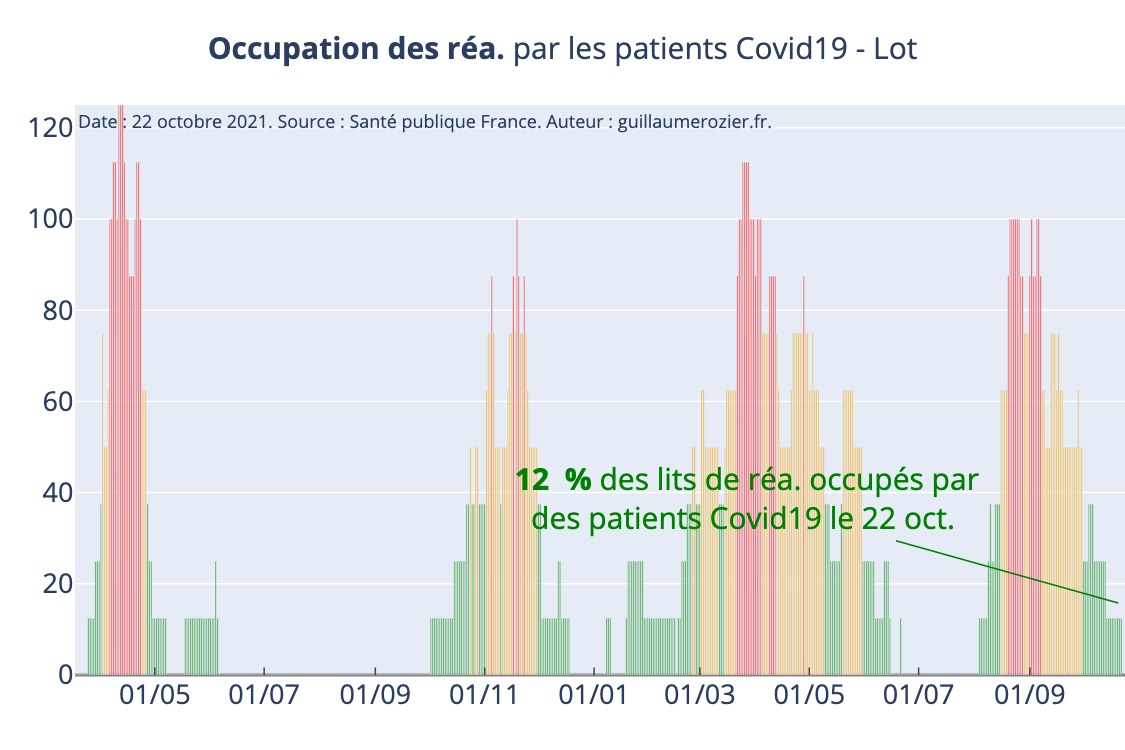 Occupation des réa. par les patients Covid19 - Lot
Date : 22 octobre 2021. Source : Santé publique France. Auteur : guillaumerozier.fr.
120
100
80
60
40
20
0
12 % des lits de réa. occupés par
des patients Covid19 le 22 oct.
01/05 01/07 01/09 01/11 01/01 01/03 01/05 01/07 01/09